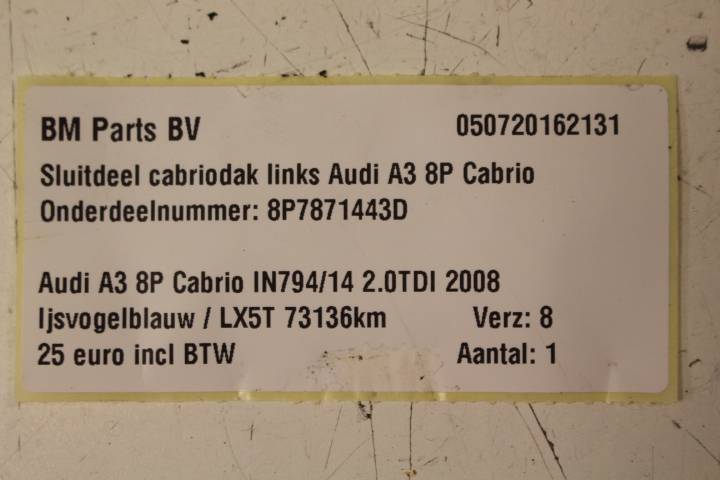 BM Parts BV 050720162131
Sluitdeel cabriodak links Audi A3 8P Cabrio
Onderdeelnummer: 8P7871443D
Audi A3 8P Cabrio IN794/14 2.0TDI 2008
Ijsvogelblauw / LX5T 73136km Verz: 8
25 euro incl BTW Aantal: 1